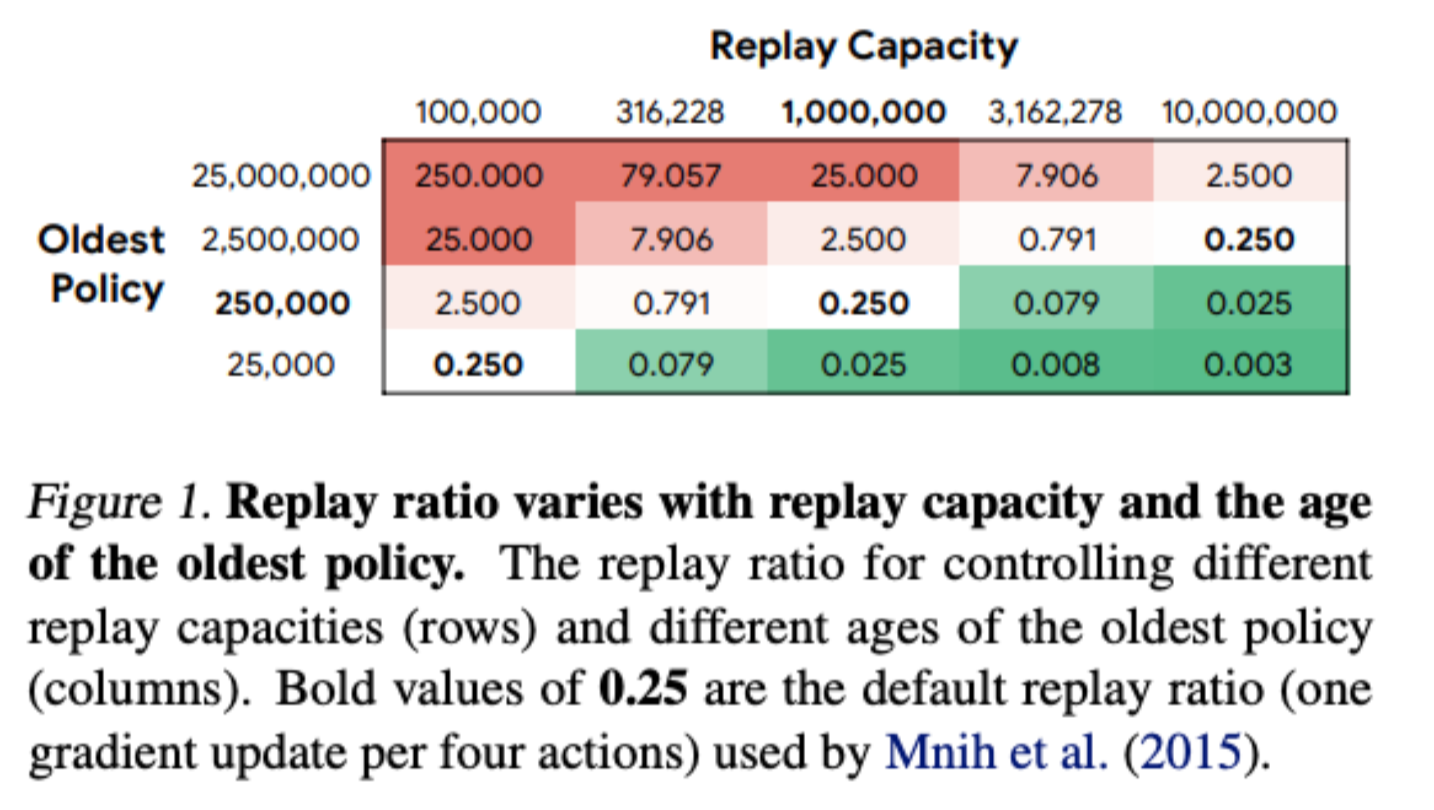 Replay Capacity
100,000 316,228 1,000,000 3,162,278 10,000,000
25,000,000 250.000 79.057 25.000 7.906 2.500
Oldest Policy
2,500,000 25.000 7.906 2.500 0.791 0.250
250,000 2.500 0.791 0.250 0.079 0.025
25,000 0.250 0.079 0.025 0.008 0.003
Figure 1. Replay ratio varies with replay capacity and the age
of the oldest policy. The replay ratio for controlling different
replay capacities (rows) and different ages of the oldest policy
(columns). Bold values of 0.25 are the default replay ratio (one
gradient update per four actions) used by Mnih et al. (2015).